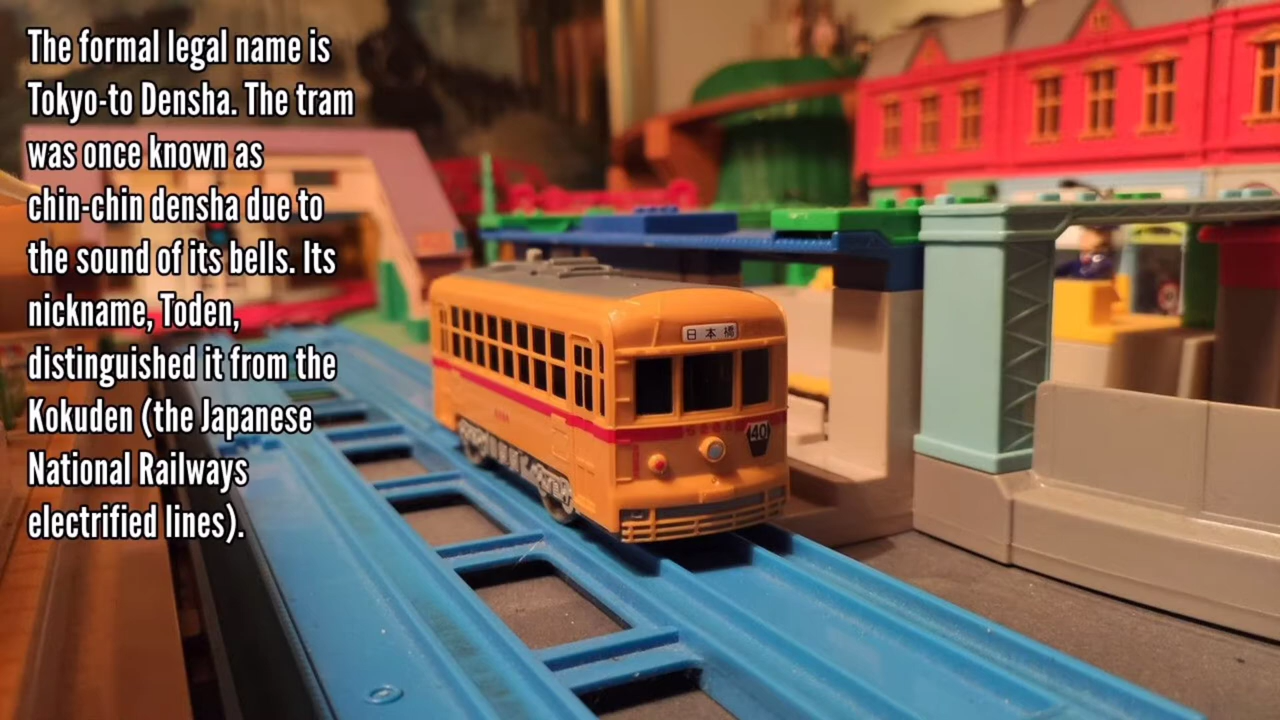 The formal legal name is
Tokyo-to Densha. The tram
was once known as
chin-chin densha due to
the sound of its bells. Its
nickname, Toden,
distinguished it from the
Kokuden (the Japanese
National Railways
electrified lines).
日本橋
40